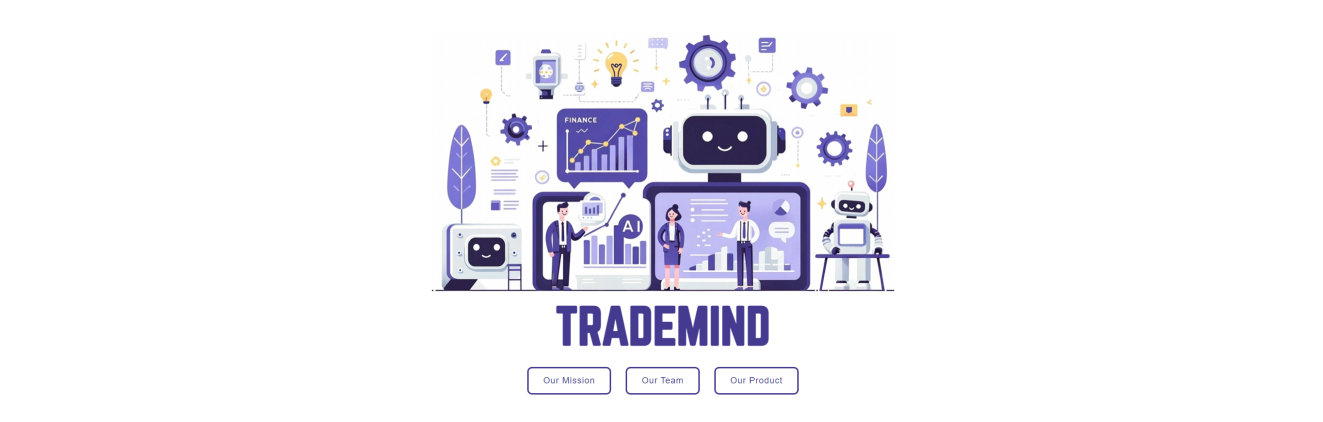 FINANCE
AI
TRADEMIND
Our Mission
Our Team
Our Product